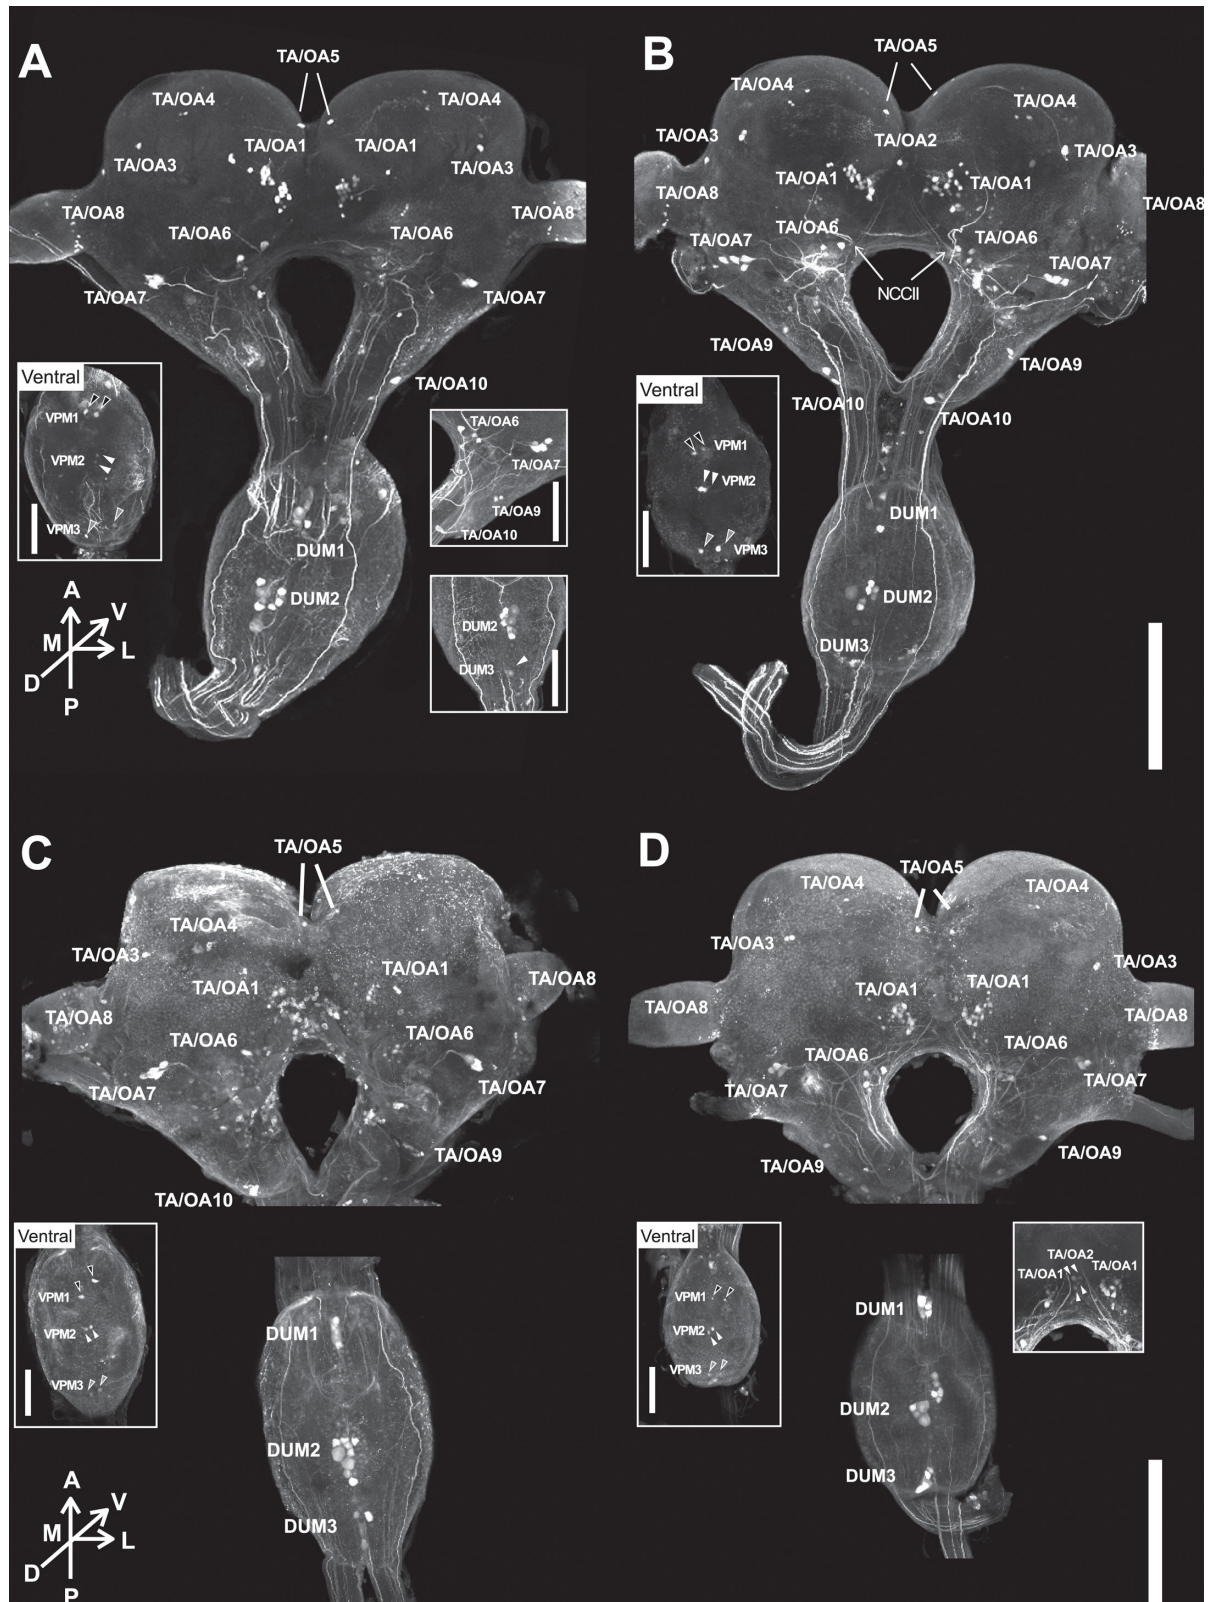 A
TA/OA5
TA/OA4
TA/OA4
TA/OA1
TA/OA1
TA/OA3
TA/OA3
TA/OA8
TA/OA8
TA/OA6
TA/OA6
TA/OA7
TA/OA7
TA/OA10
Ventral
VPM1
VPM2
VPM3
TA/OA6
TA/OA7
TA/OA9
TA/OA10
DUM1
DUM2
DUM2
DUM3
A
V
M
L
D
P
B
TA/OA5
TA/OA4
TA/OA4
TA/OA3
TA/OA2
TA/OA3
TA/OA1
TA/OA1
TA/OA8
TA/OA8
TA/OA6
TA/OA6
TA/OA7
TA/OA7
NCCII
TA/OA9
TA/OA9
TA/OA10
TA/OA10
Ventral
VPM1
VPM2
VPM3
DUM1
DUM2
DUM3
C
TA/OA5
TA/OA4
TA/OA3
TA/OA1
TA/OA1
TA/OA8
TA/OA8
TA/OA6
TA/OA6
TA/OA7
TA/OA7
TA/OA9
TA/OA10
Ventral
VPM1
VPM2
VPM3
DUM1
DUM2
DUM3
A
V
M
L
D
P
D
TA/OA5
TA/OA4
TA/OA4
TA/OA3
TA/OA3
TA/OA1
TA/OA1
TA/OA8
TA/OA8
TA/OA6
TA/OA6
TA/OA7
TA/OA7
TA/OA9
TA/OA9
Ventral
VPM1
VPM2
VPM3
TA/OA2
TA/OA1
TA/OA1
DUM1
DUM2
DUM3